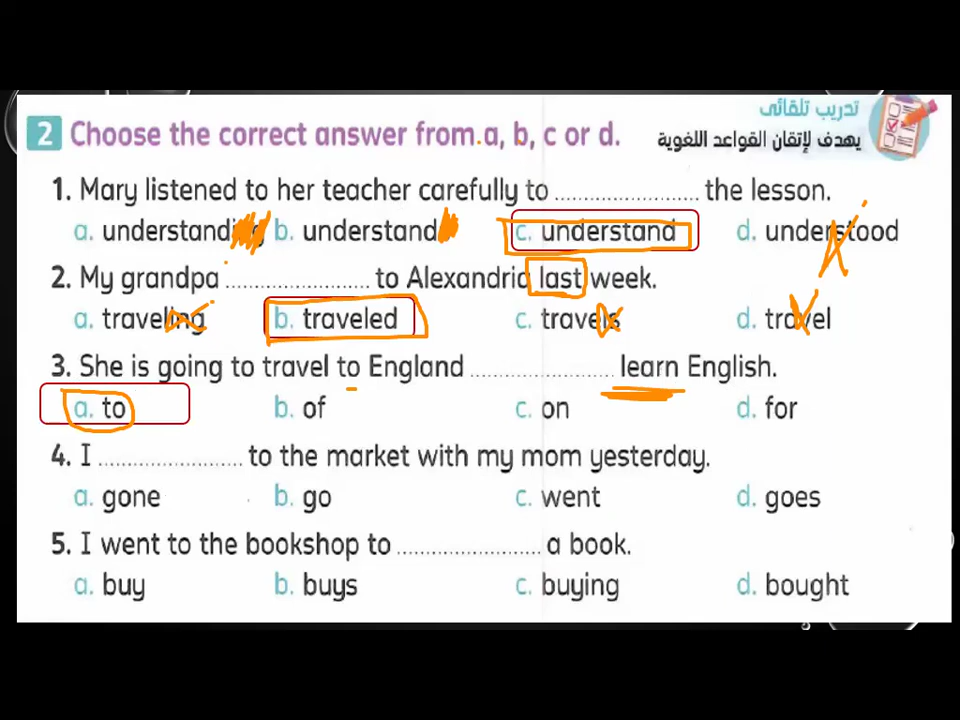 تدريب تلقائى
يهدف لإتقان القواعد اللغوية
2 Choose the correct answer from a, b, c or d.
1. Mary listened to her teacher carefully to ........................ the lesson.
a. understanding b. understand c. understand d. understood
2. My grandpa ........................ to Alexandria last week.
a. traveling b. traveled c. travels d. travel
3. She is going to travel to England ........................ learn English.
a. to b. of c. on d. for
4. I ........................ to the market with my mom yesterday.
a. gone b. go c. went d. goes
5. I went to the bookshop to ........................ a book.
a. buy b. buys c. buying d. bought